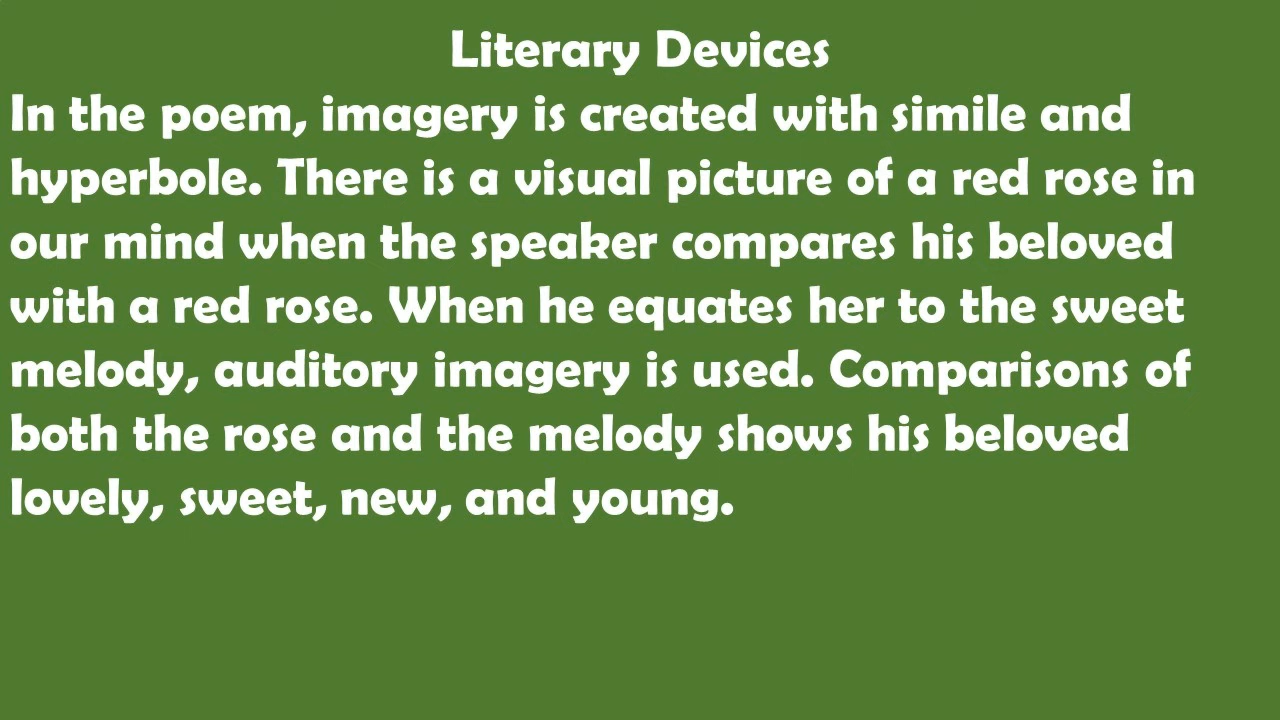 Literary Devices
In the poem, imagery is created with simile and
hyperbole. There is a visual picture of a red rose in
our mind when the speaker compares his beloved
with a red rose. When he equates her to the sweet
melody, auditory imagery is used. Comparisons of
both the rose and the melody shows his beloved
lovely, sweet, new, and young.